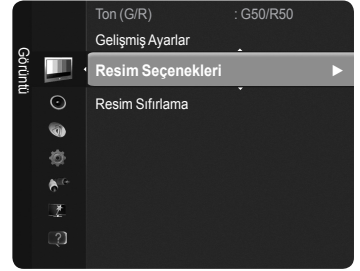 Görüntü
Ton (G/R) : G50/R50
Gelişmiş Ayarlar
Resim Seçenekleri
Resim Sıfırlama